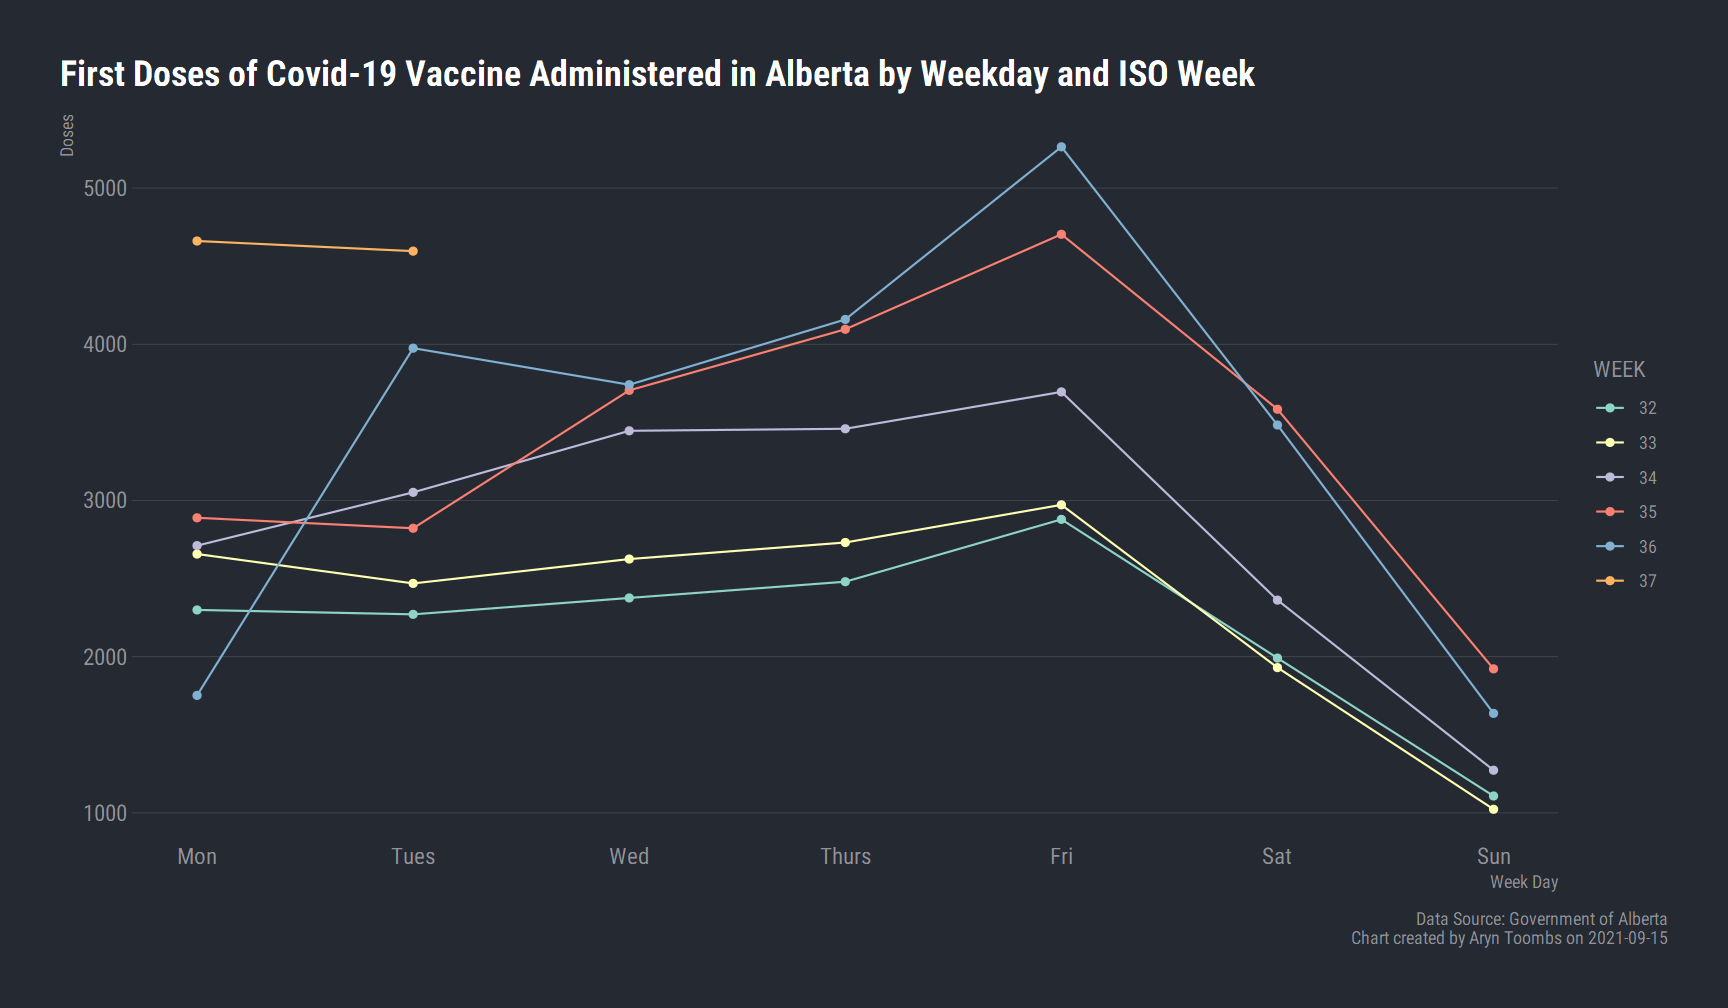 First Doses of Covid-19 Vaccine Administered in Alberta by Weekday and ISO Week
Doses
5000
4000
3000
2000
1000
Mon Tues Wed Thurs Fri Sat Sun
Week Day
WEEK
32
33
34
35
36
37
Data Source: Government of Alberta
Chart created by Aryn Toombs on 2021-09-15